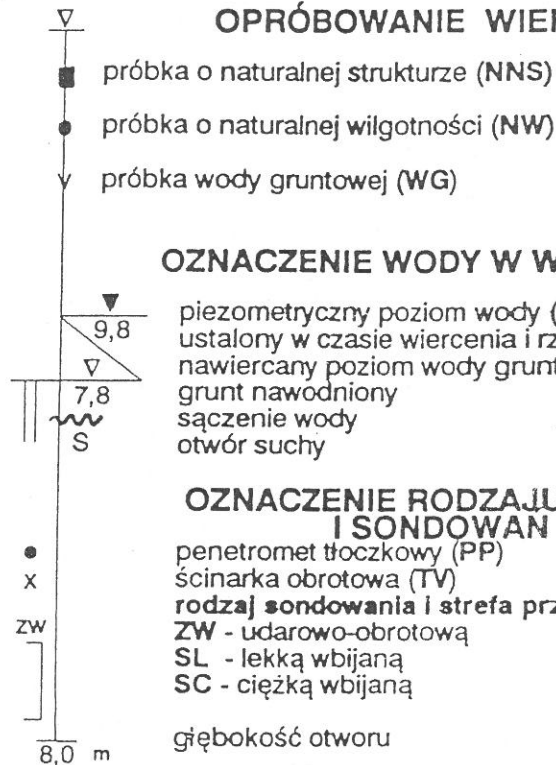 OPRÓBOWANIE WIER
próbka o naturalnej strukturze (NNS)
próbka o naturalnej wilgotności (NW)
próbka wody gruntowej (WG)
OZNACZENIE WODY W W
piezometryczny poziom wody (
9,8
ustalony w czasie wiercenia i rz
nawiercany poziom wody grunt
7,8
grunt nawodniony
sączenie wody
S
otwór suchy
OZNACZENIE RODZAJU
I SONDOWAN
penetromet tłoczkowy (PP)
x ścinarka obrotowa (TV)
rodzaj sondowania i strefa prz
ZW
ZW - udarowo-obrotową
SL - lekką wbijaną
SC - ciężką wbijaną
głębokość otworu
8,0 m